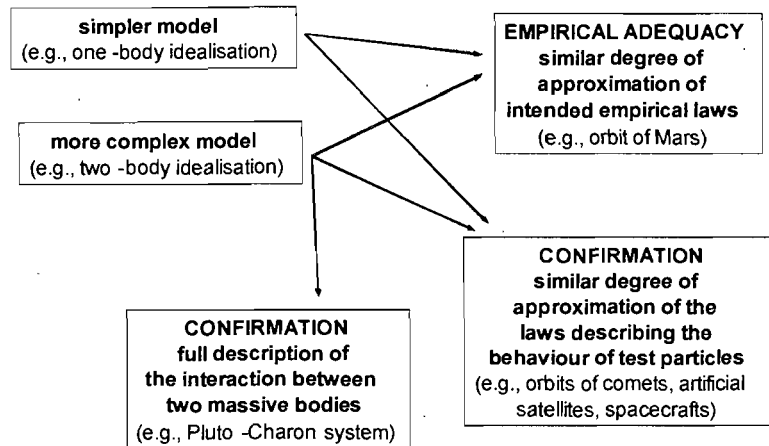 simpler model
(e.g., one -body idealisation)
EMPIRICAL ADEQUACY
similar degree of
approximation of
intended empirical laws
(e.g., orbit of Mars)
more complex model
(e.g., two -body idealisation)
CONFIRMATION
similar degree of
approximation of the
laws describing the
behaviour of test particles
(e.g., orbits of comets, artificial
satellites, spacecrafts)
CONFIRMATION
full description of
the interaction between
two massive bodies
(e.g., Pluto -Charon system)